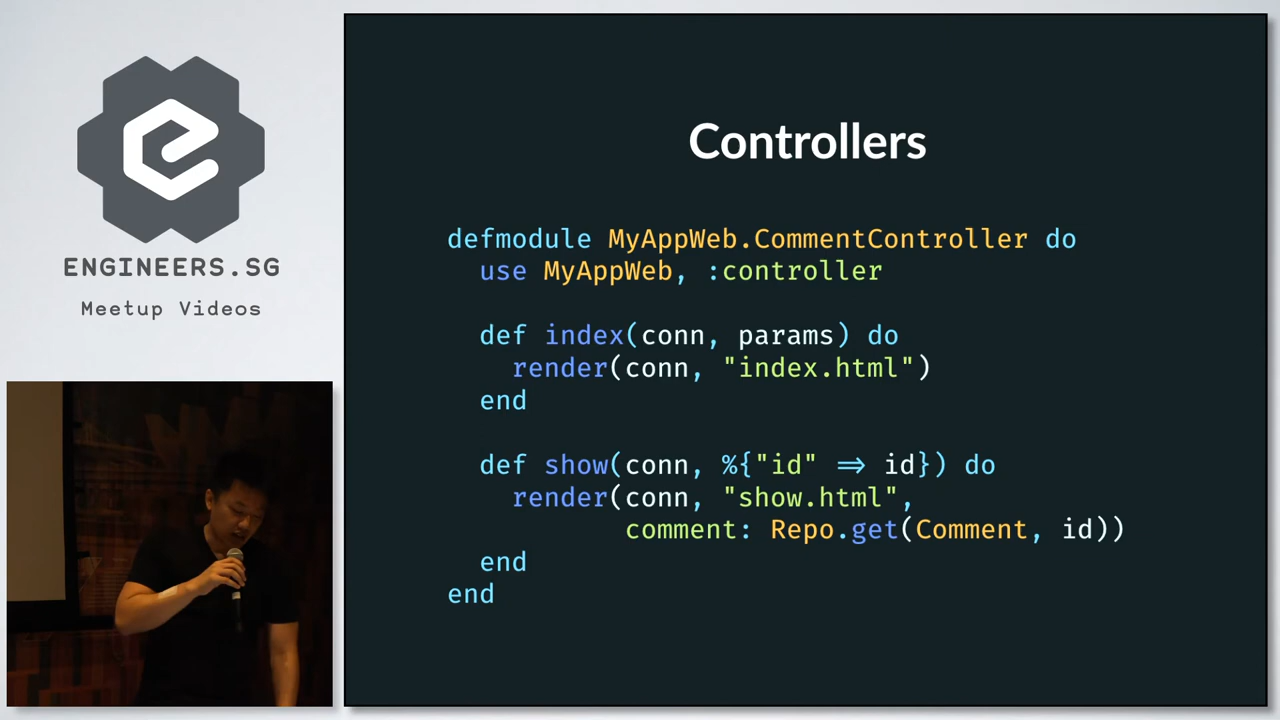 ENGINEERS.SG
Meetup Videos
Controllers
defmodule MyAppWeb.CommentController do
  use MyAppWeb, :controller
  def index(conn, params) do
    render(conn, "index.html")
  end
  def show(conn, %{"id" => id}) do
    render(conn, "show.html",
           comment: Repo.get(Comment, id))
  end
end